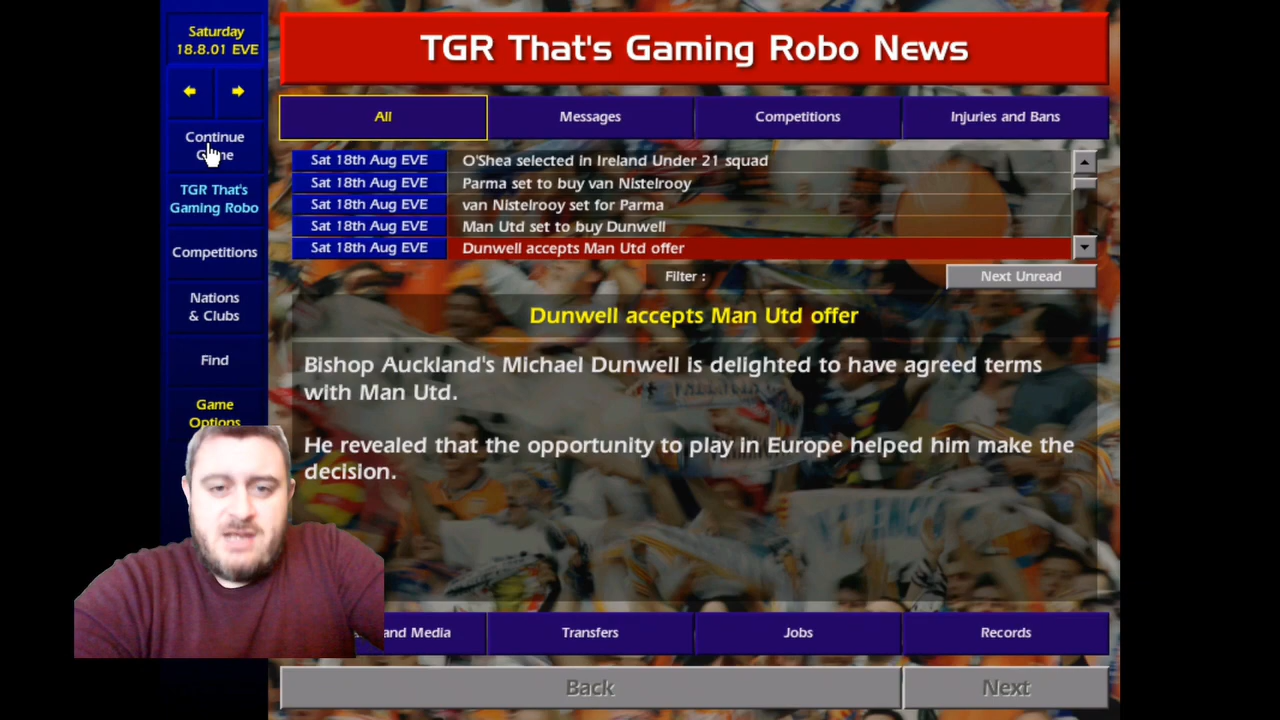 Saturday
18.8.01 EVE
TGR That's Gaming Robo News
All
Messages
Competitions
Injuries and Bans
Continue
Game
Sat 18th Aug EVE O'Shea selected in Ireland Under 21 squad
Sat 18th Aug EVE Parma set to buy van Nistelrooy
Sat 18th Aug EVE van Nistelrooy set for Parma
Sat 18th Aug EVE Man Utd set to buy Dunwell
Sat 18th Aug EVE Dunwell accepts Man Utd offer
TGR That's
Gaming Robo
Competitions
Nations
& Clubs
Find
Game
Options
Filter :
Next Unread
Dunwell accepts Man Utd offer
Bishop Auckland's Michael Dunwell is delighted to have agreed terms
with Man Utd.
He revealed that the opportunity to play in Europe helped him make the
decision.
and Media
Transfers
Jobs
Records
Back
Next